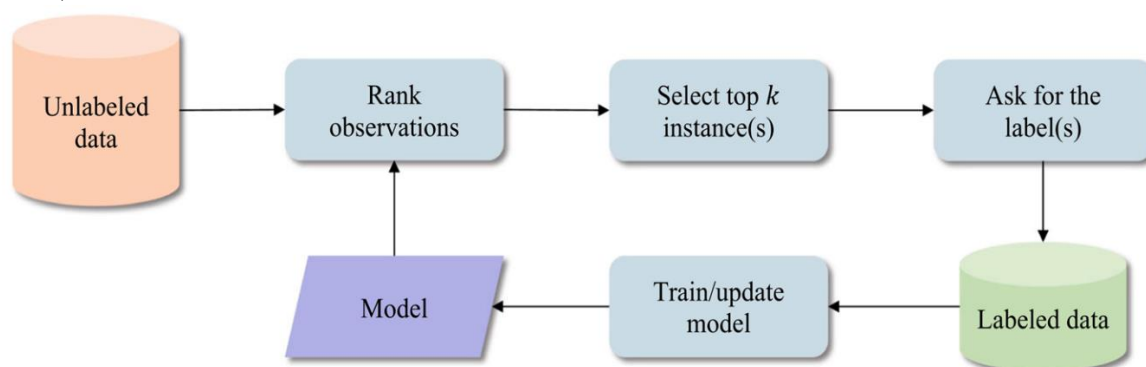 Unlabeled
data
Rank
observations
Select top k
instance(s)
Ask for the
label(s)
Model
Train/update
model
Labeled data